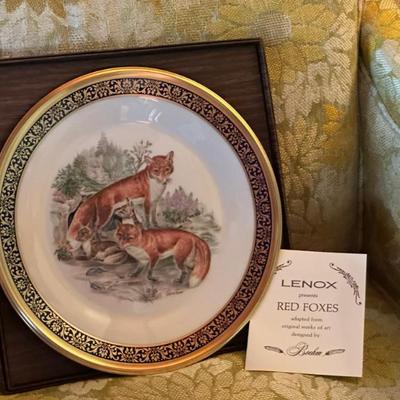 LENOX
presents
RED FOXES
adapted from
original works of art
designed by
Boehm